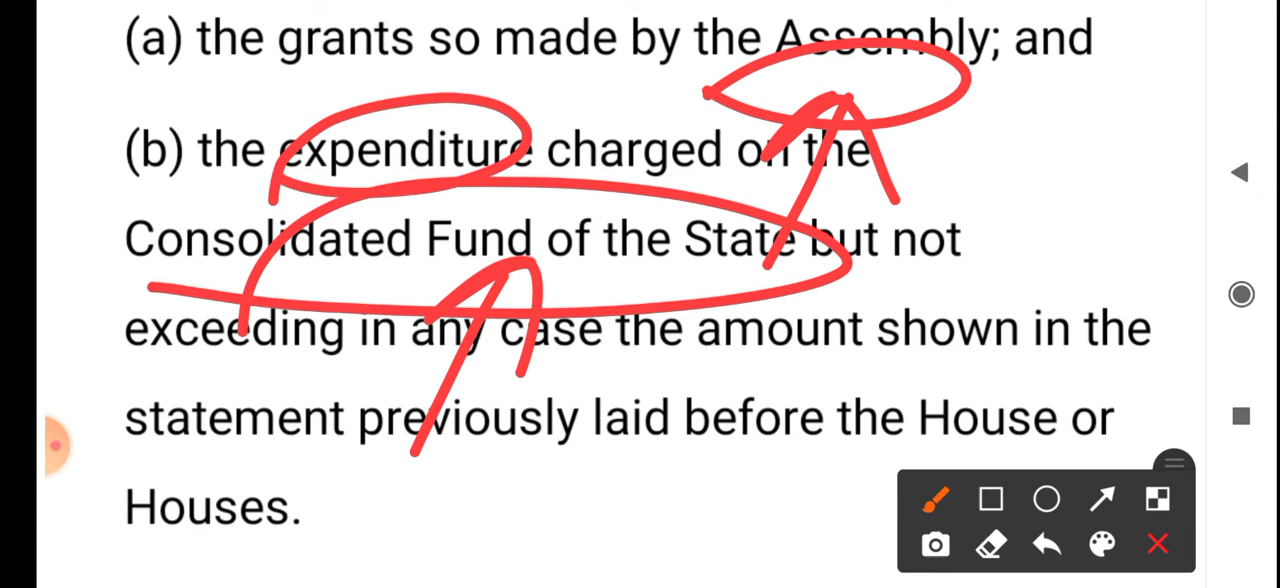 (a) the grants so made by the Assembly; and
(b) the expenditure charged on the
Consolidated Fund of the State but not
exceeding in any case the amount shown in the
statement previously laid before the House or
Houses.